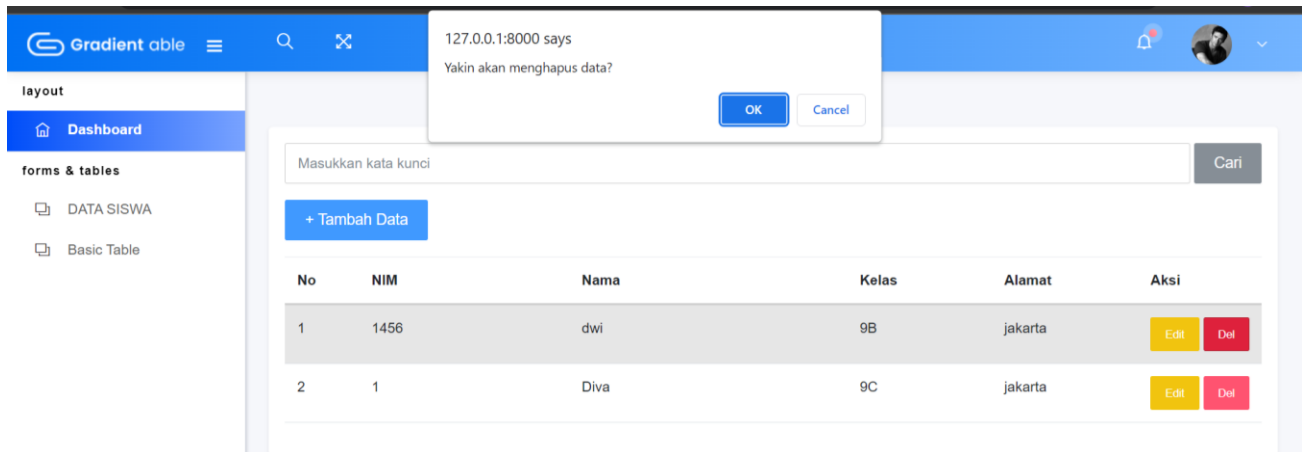 Gradient able
127.0.0.1:8000 says
Yakin akan menghapus data?
OK Cancel
layout
Dashboard
forms & tables
DATA SISWA
Basic Table
Masukkan kata kunci Cari
+ Tambah Data
No NIM Nama Kelas Alamat Aksi
1 1456 dwi 9B jakarta Edit Del
2 1 Diva 9C jakarta Edit Del